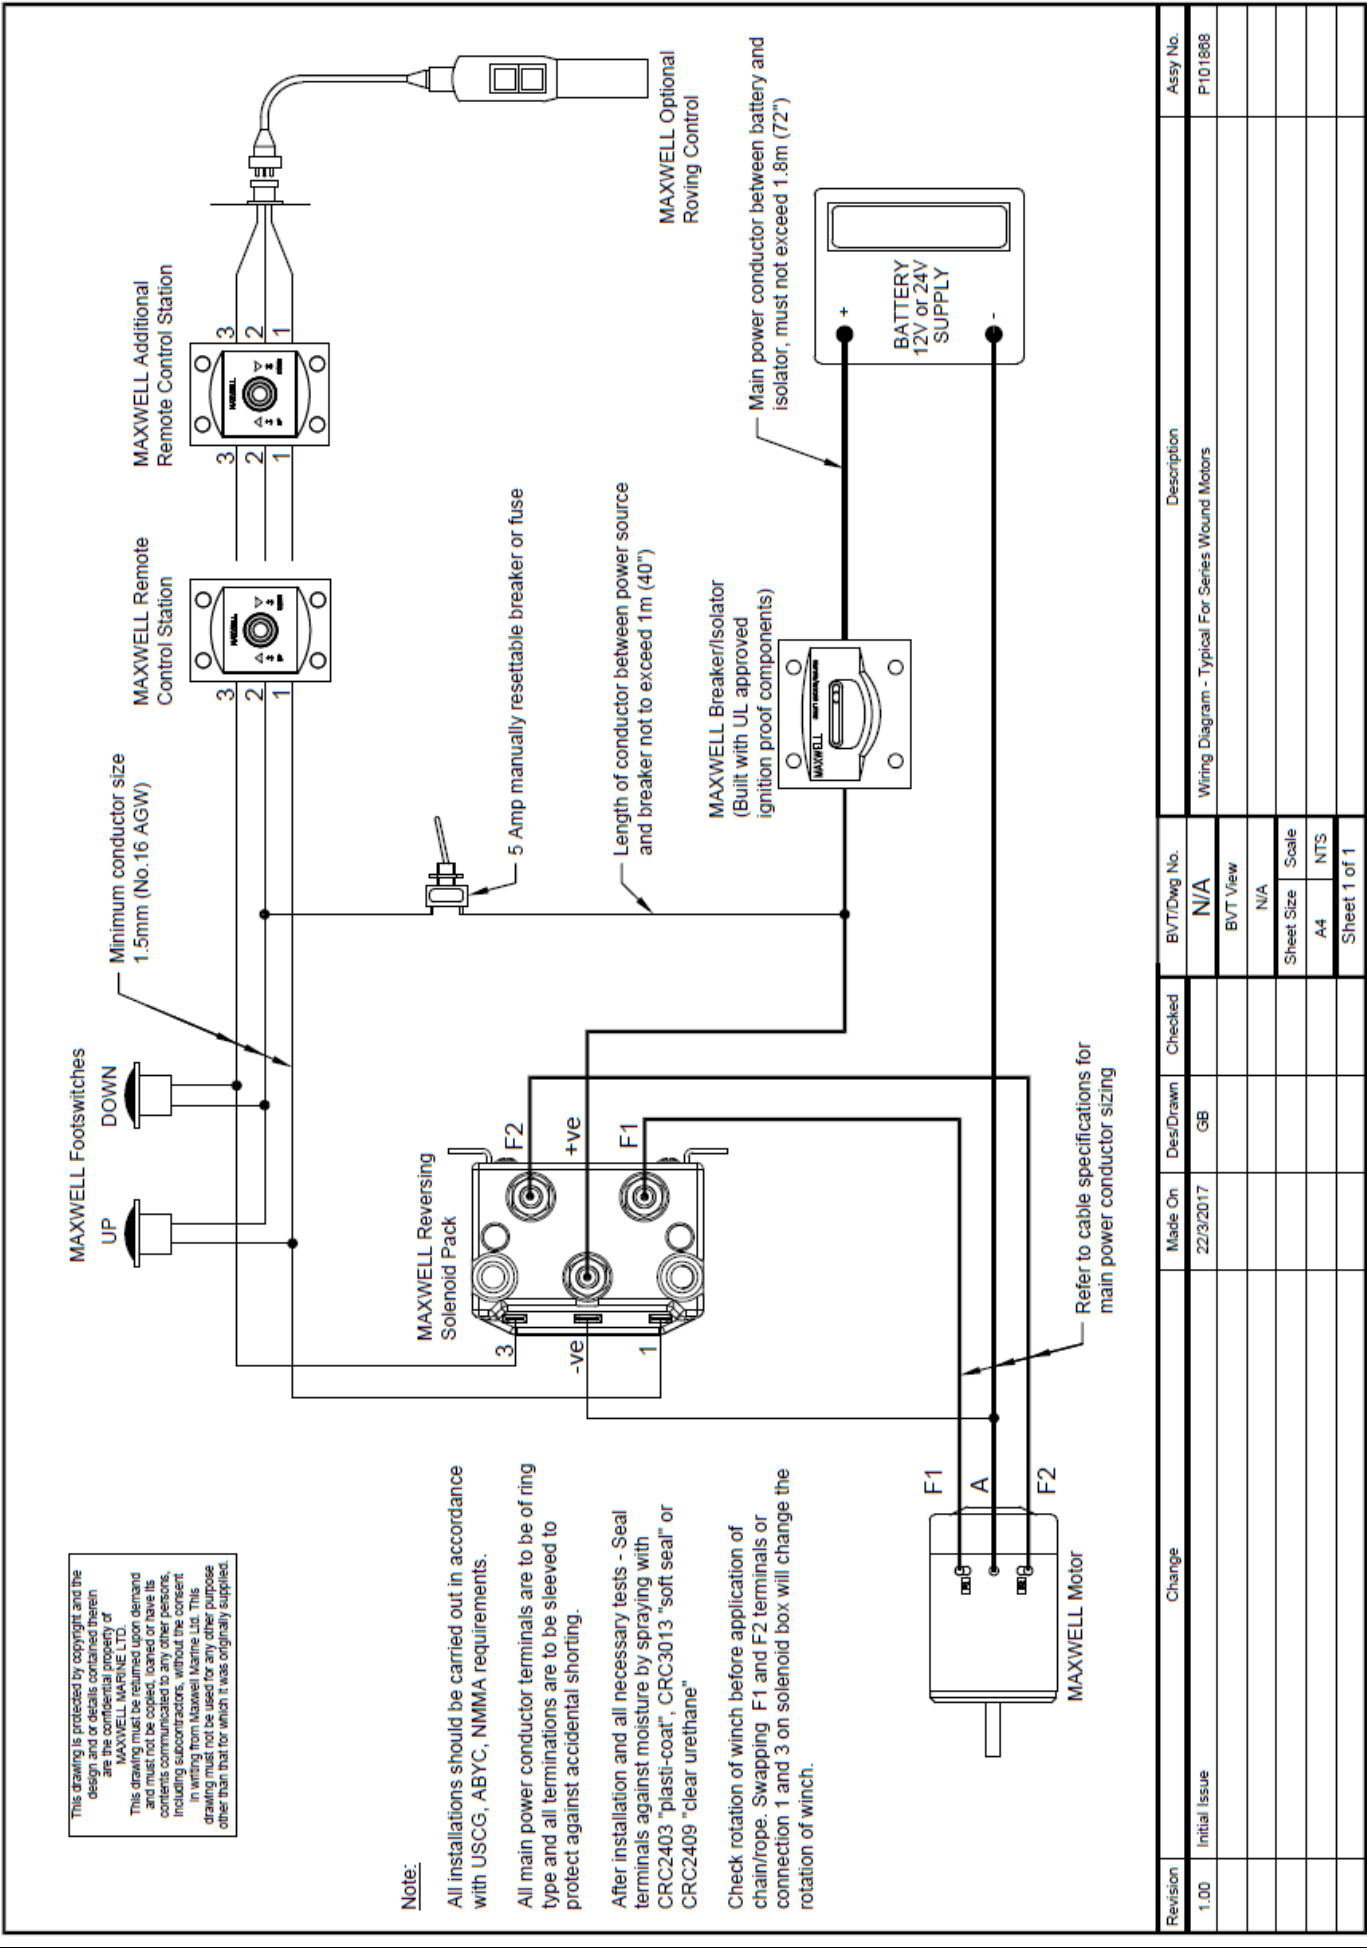 This drawing is protected by copyright and the
design and or details contained therein
are the confidential property of
MAXWELL MARINE LTD.
This drawing must be returned upon demand
and must not be copied, loaned or have its
contents communicated to any other persons,
including subcontractors, without the consent
in writing from Maxwell Marine Ltd. This
drawing must not be used for any other purpose
other than that for which it was originally supplied.
MAXWELL Footswitches
UP
DOWN
Minimum conductor size
1.5mm (No.16 AGW)
MAXWELL Remote
Control Station
3
2
1
MAXWELL
MAXWELL Additional
Remote Control Station
3
2
1
3
2
1
MAXWELL
MAXWELL Optional
Roving Control
Note:
All installations should be carried out in accordance
with USCG, ABYC, NMMA requirements.
All main power conductor terminals are to be of ring
type and all terminations are to be sleeved to
protect against accidental shorting.
After installation and all necessary tests - Seal
terminals against moisture by spraying with
CRC2403 "plasti-coat", CRC3013 "soft seal" or
CRC2409 "clear urethane"
Check rotation of winch before application of
chain/rope. Swapping F1 and F2 terminals or
connection 1 and 3 on solenoid box will change the
rotation of winch.
MAXWELL Reversing
Solenoid Pack
3
-ve
1
F2
+ve
F1
5 Amp manually resettable breaker or fuse
Length of conductor between power source
and breaker not to exceed 1m (40")
MAXWELL Breaker/Isolator
(Built with UL approved
ignition proof components)
MAXWELL
Main power conductor between battery and
isolator, must not exceed 1.8m (72")
BATTERY
12V or 24V
SUPPLY
+
-
F1
A
F2
F1
F2
MAXWELL Motor
Refer to cable specifications for
main power conductor sizing
Revision Change Made On Des/Drawn Checked BVT/Dwg No. Description Assy No.
1.00 Initial Issue 22/3/2017 GB N/A Wiring Diagram - Typical For Series Wound Motors P101868
BVT View
N/A
Sheet Size Scale
A4 NTS
Sheet 1 of 1